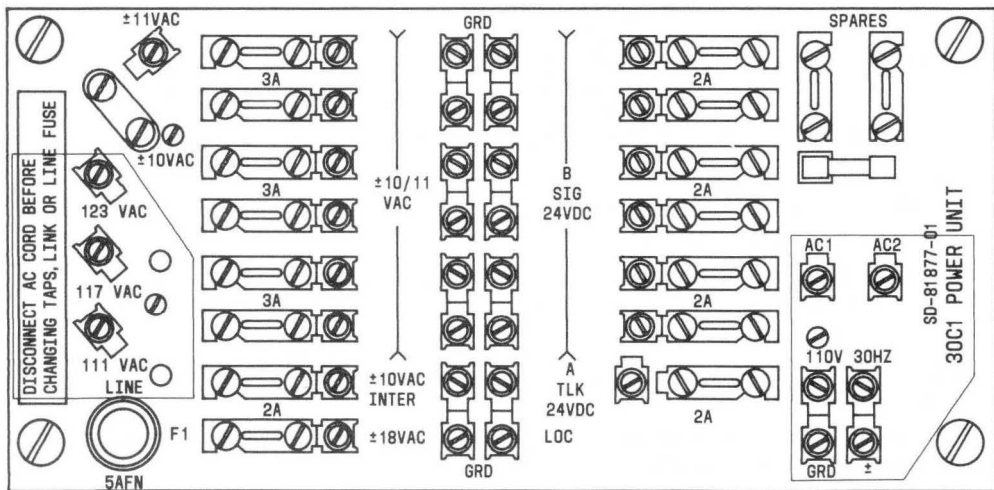 ±11VAC
±10VAC
DISCONNECT AC CORD BEFORE
CHANGING TAPS, LINK OR LINE FUSE
123 VAC
117 VAC
111 VAC
LINE
F1
5AFN
3A
3A
3A
2A
±10/11
VAC
±10VAC
INTER
±18VAC
GRD
GRD
B
SIG
24VDC
A
TLK
24VDC
LOC
2A
2A
2A
2A
SPARES
AC1
AC2
110V 30HZ
GRD
±
SD-81877-01
30C1 POWER UNIT